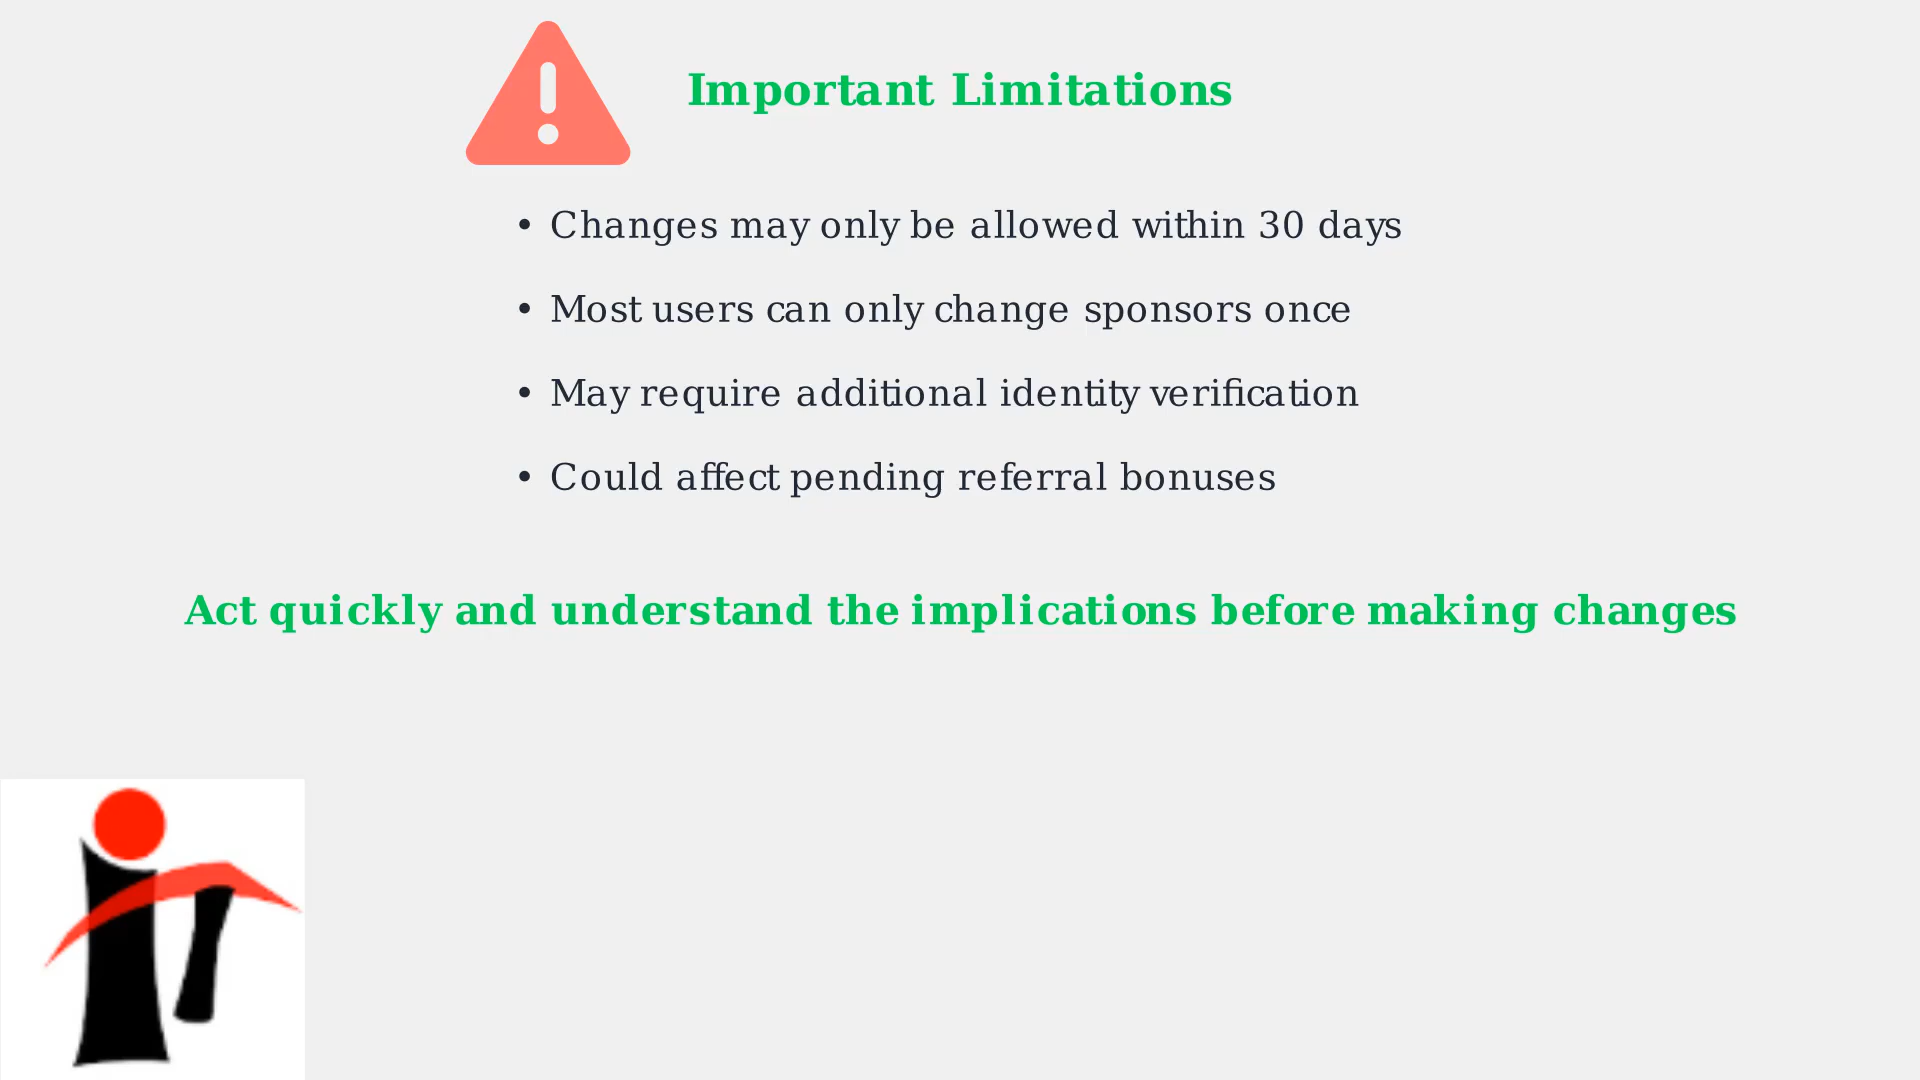 Important Limitations
• Changes may only be allowed within 30 days
• Most users can only change sponsors once
• May require additional identity verification
• Could affect pending referral bonuses
Act quickly and understand the implications before making changes